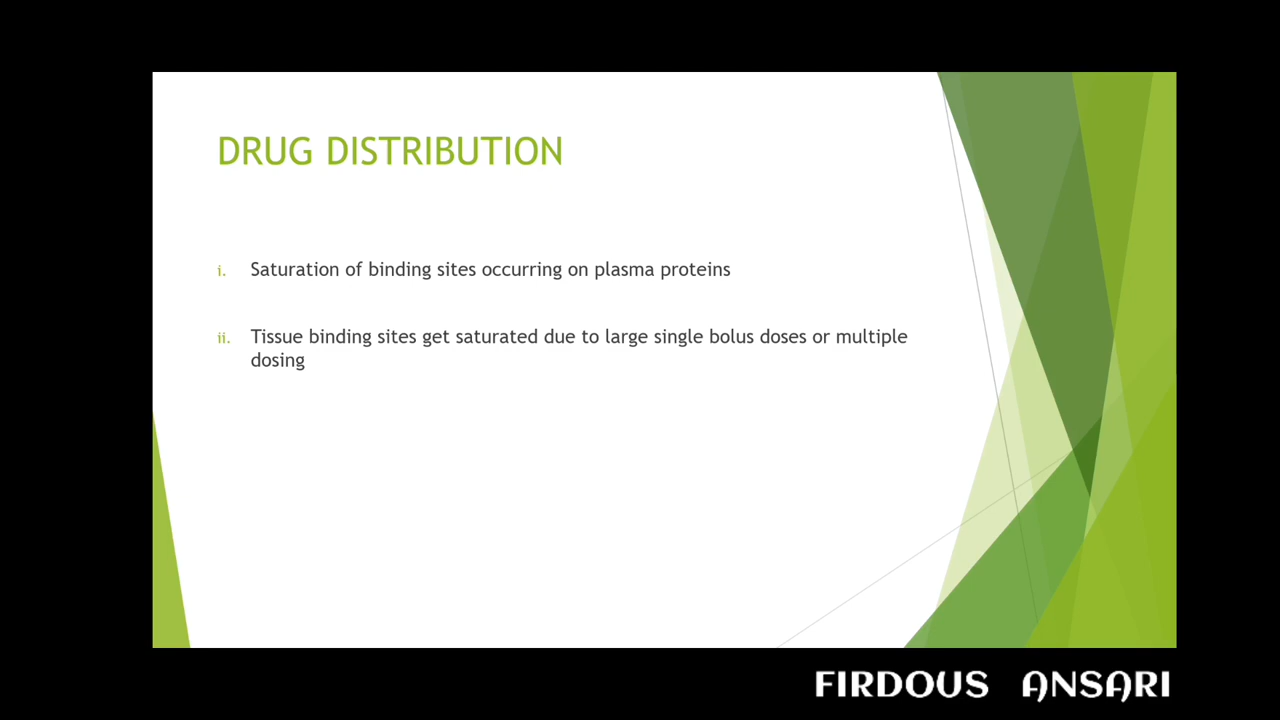 DRUG DISTRIBUTION
i. Saturation of binding sites occurring on plasma proteins
ii. Tissue binding sites get saturated due to large single bolus doses or multiple
dosing
FIRDOUS ANSARI